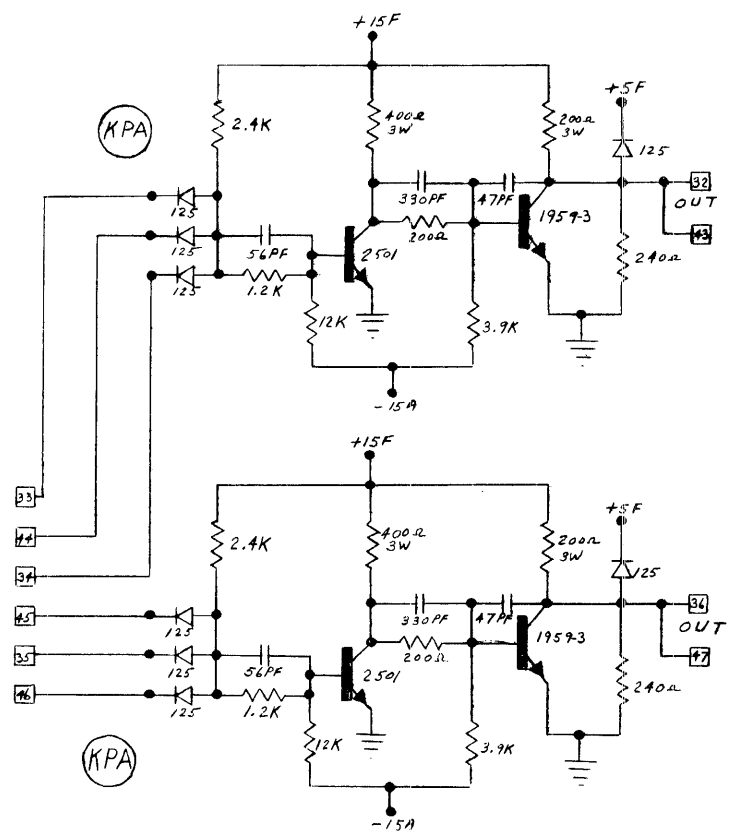 +15F
KPA
2.4K
400Ω
3W
200Ω
3W
+5F
125
125
330PF
47PF
32
OUT
125
56PF
2501
200Ω
1959-3
43
125
1.2K
240Ω
12K
3.9K
-15A
+15F
33
44
34
2.4K
400Ω
3W
200Ω
3W
+5F
125
45
125
330PF
47PF
36
OUT
35
125
56PF
2501
200Ω
1959-3
47
46
125
1.2K
240Ω
12K
3.9K
KPA
-15A